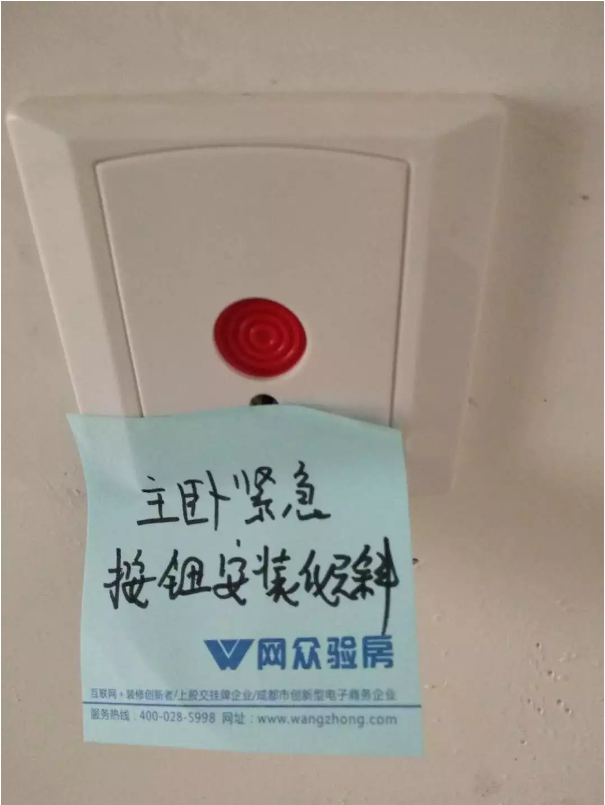 主卧紧急
按钮安装倾斜
网众验房
互联网+装修创新者/上股交挂牌企业/成都市创新型电子商务企业
服务热线：400-028-5998 网址：www.wangzhong.com